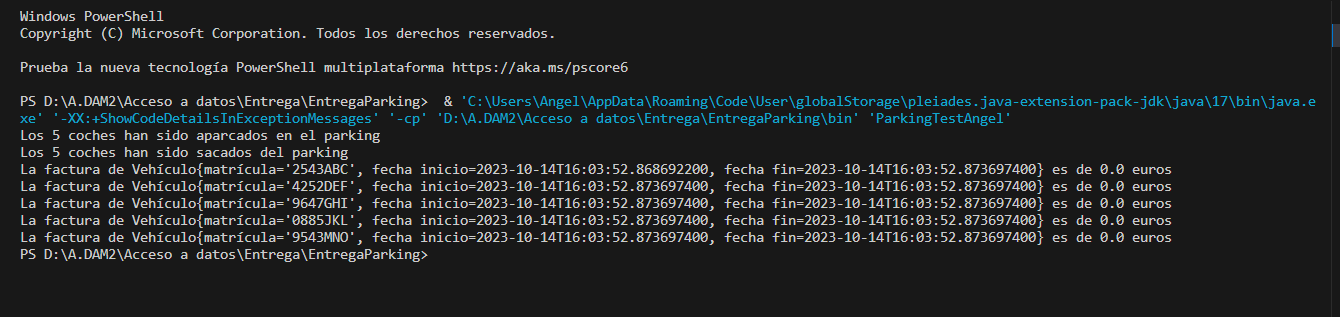 Windows PowerShell
Copyright (C) Microsoft Corporation. Todos los derechos reservados.
Prueba la nueva tecnología PowerShell multiplataforma https://aka.ms/pscore6
PS D:\A.DAM2\Acceso a datos\Entrega\EntregaParking>  & 'C:\Users\Angel\AppData\Roaming\Code\User\globalStorage\pleiades.java-extension-pack-jdk\java\17\bin\java.e
xe' '-XX:+ShowCodeDetailsInExceptionMessages' '-cp' 'D:\A.DAM2\Acceso a datos\Entrega\EntregaParking\bin' 'ParkingTestAngel'
Los 5 coches han sido aparcados en el parking
Los 5 coches han sido sacados del parking
La factura de Vehículo{matrícula='2543ABC', fecha inicio=2023-10-14T16:03:52.868692200, fecha fin=2023-10-14T16:03:52.873697400} es de 0.0 euros
La factura de Vehículo{matrícula='4252DEF', fecha inicio=2023-10-14T16:03:52.873697400, fecha fin=2023-10-14T16:03:52.873697400} es de 0.0 euros
La factura de Vehículo{matrícula='9647GHI', fecha inicio=2023-10-14T16:03:52.873697400, fecha fin=2023-10-14T16:03:52.873697400} es de 0.0 euros
La factura de Vehículo{matrícula='0885JKL', fecha inicio=2023-10-14T16:03:52.873697400, fecha fin=2023-10-14T16:03:52.873697400} es de 0.0 euros
La factura de Vehículo{matrícula='9543MNO', fecha inicio=2023-10-14T16:03:52.873697400, fecha fin=2023-10-14T16:03:52.873697400} es de 0.0 euros
PS D:\A.DAM2\Acceso a datos\Entrega\EntregaParking>